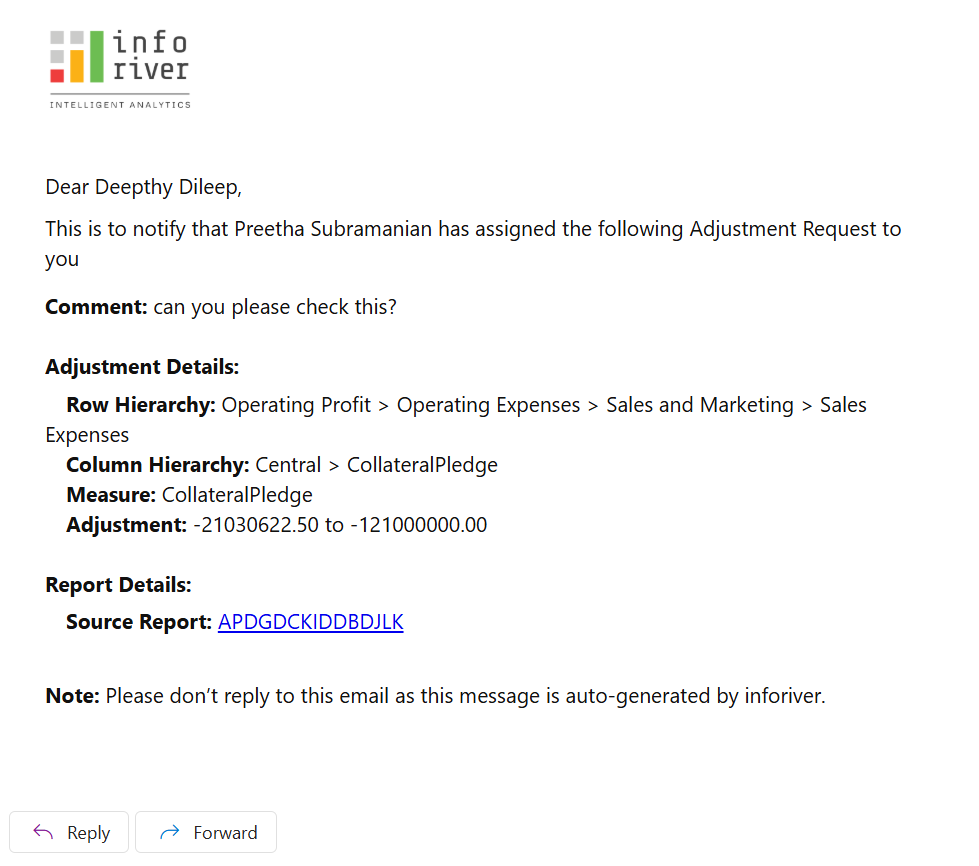 info
river
INTELLIGENT ANALYTICS
Dear Deepthy Dileep,
This is to notify that Preetha Subramanian has assigned the following Adjustment Request to
you
Comment: can you please check this?
Adjustment Details:
Row Hierarchy: Operating Profit > Operating Expenses > Sales and Marketing > Sales
Expenses
Column Hierarchy: Central > CollateralPledge
Measure: CollateralPledge
Adjustment: -21030622.50 to -121000000.00
Report Details:
Source Report: APDGDCKIDDBDJLK
Note: Please don’t reply to this email as this message is auto-generated by inforiver.
Reply Forward